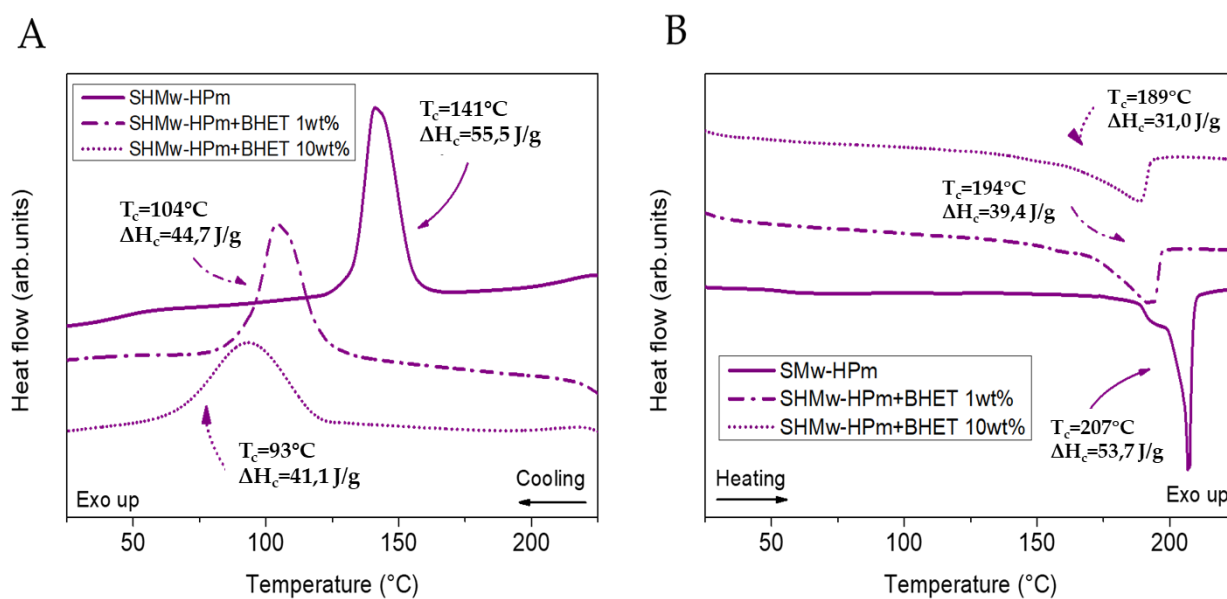 A
SHMw-HPm
SHMw-HPm+BHET 1wt%
SHMw-HPm+BHET 10wt%
Tc=141°C
ΔHc=55,5 J/g
Tc=104°C
ΔHc=44,7 J/g
Tc=93°C
ΔHc=41,1 J/g
Exo up
Cooling
Heat flow (arb.units)
50 100 150 200
Temperature (°C)
B
Tc=189°C
ΔHc=31,0 J/g
Tc=194°C
ΔHc=39,4 J/g
SMw-HPm
SHMw-HPm+BHET 1wt%
SHMw-HPm+BHET 10wt%
Tc=207°C
ΔHc=53,7 J/g
Heating
Exo up
Heat flow (arb.units)
50 100 150 200
Temperature (°C)